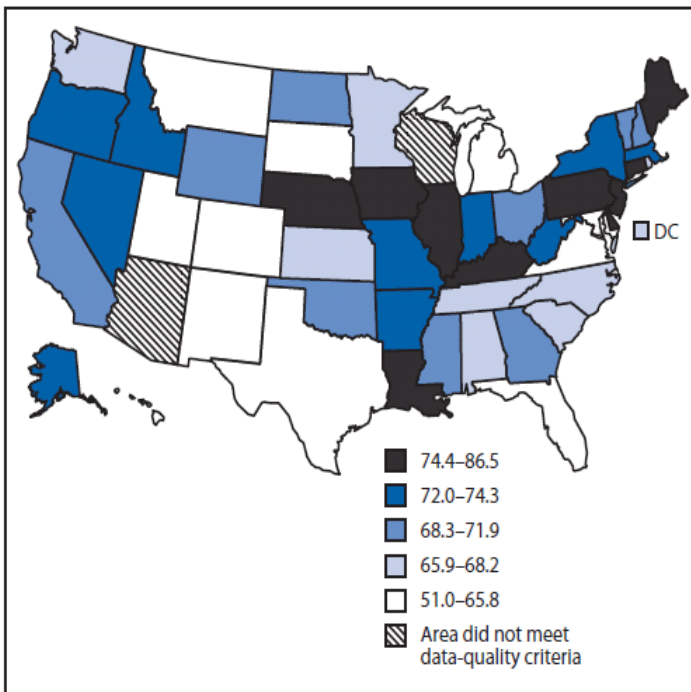 DC
74.4–86.5
72.0–74.3
68.3–71.9
65.9–68.2
51.0–65.8
Area did not meet
data-quality criteria